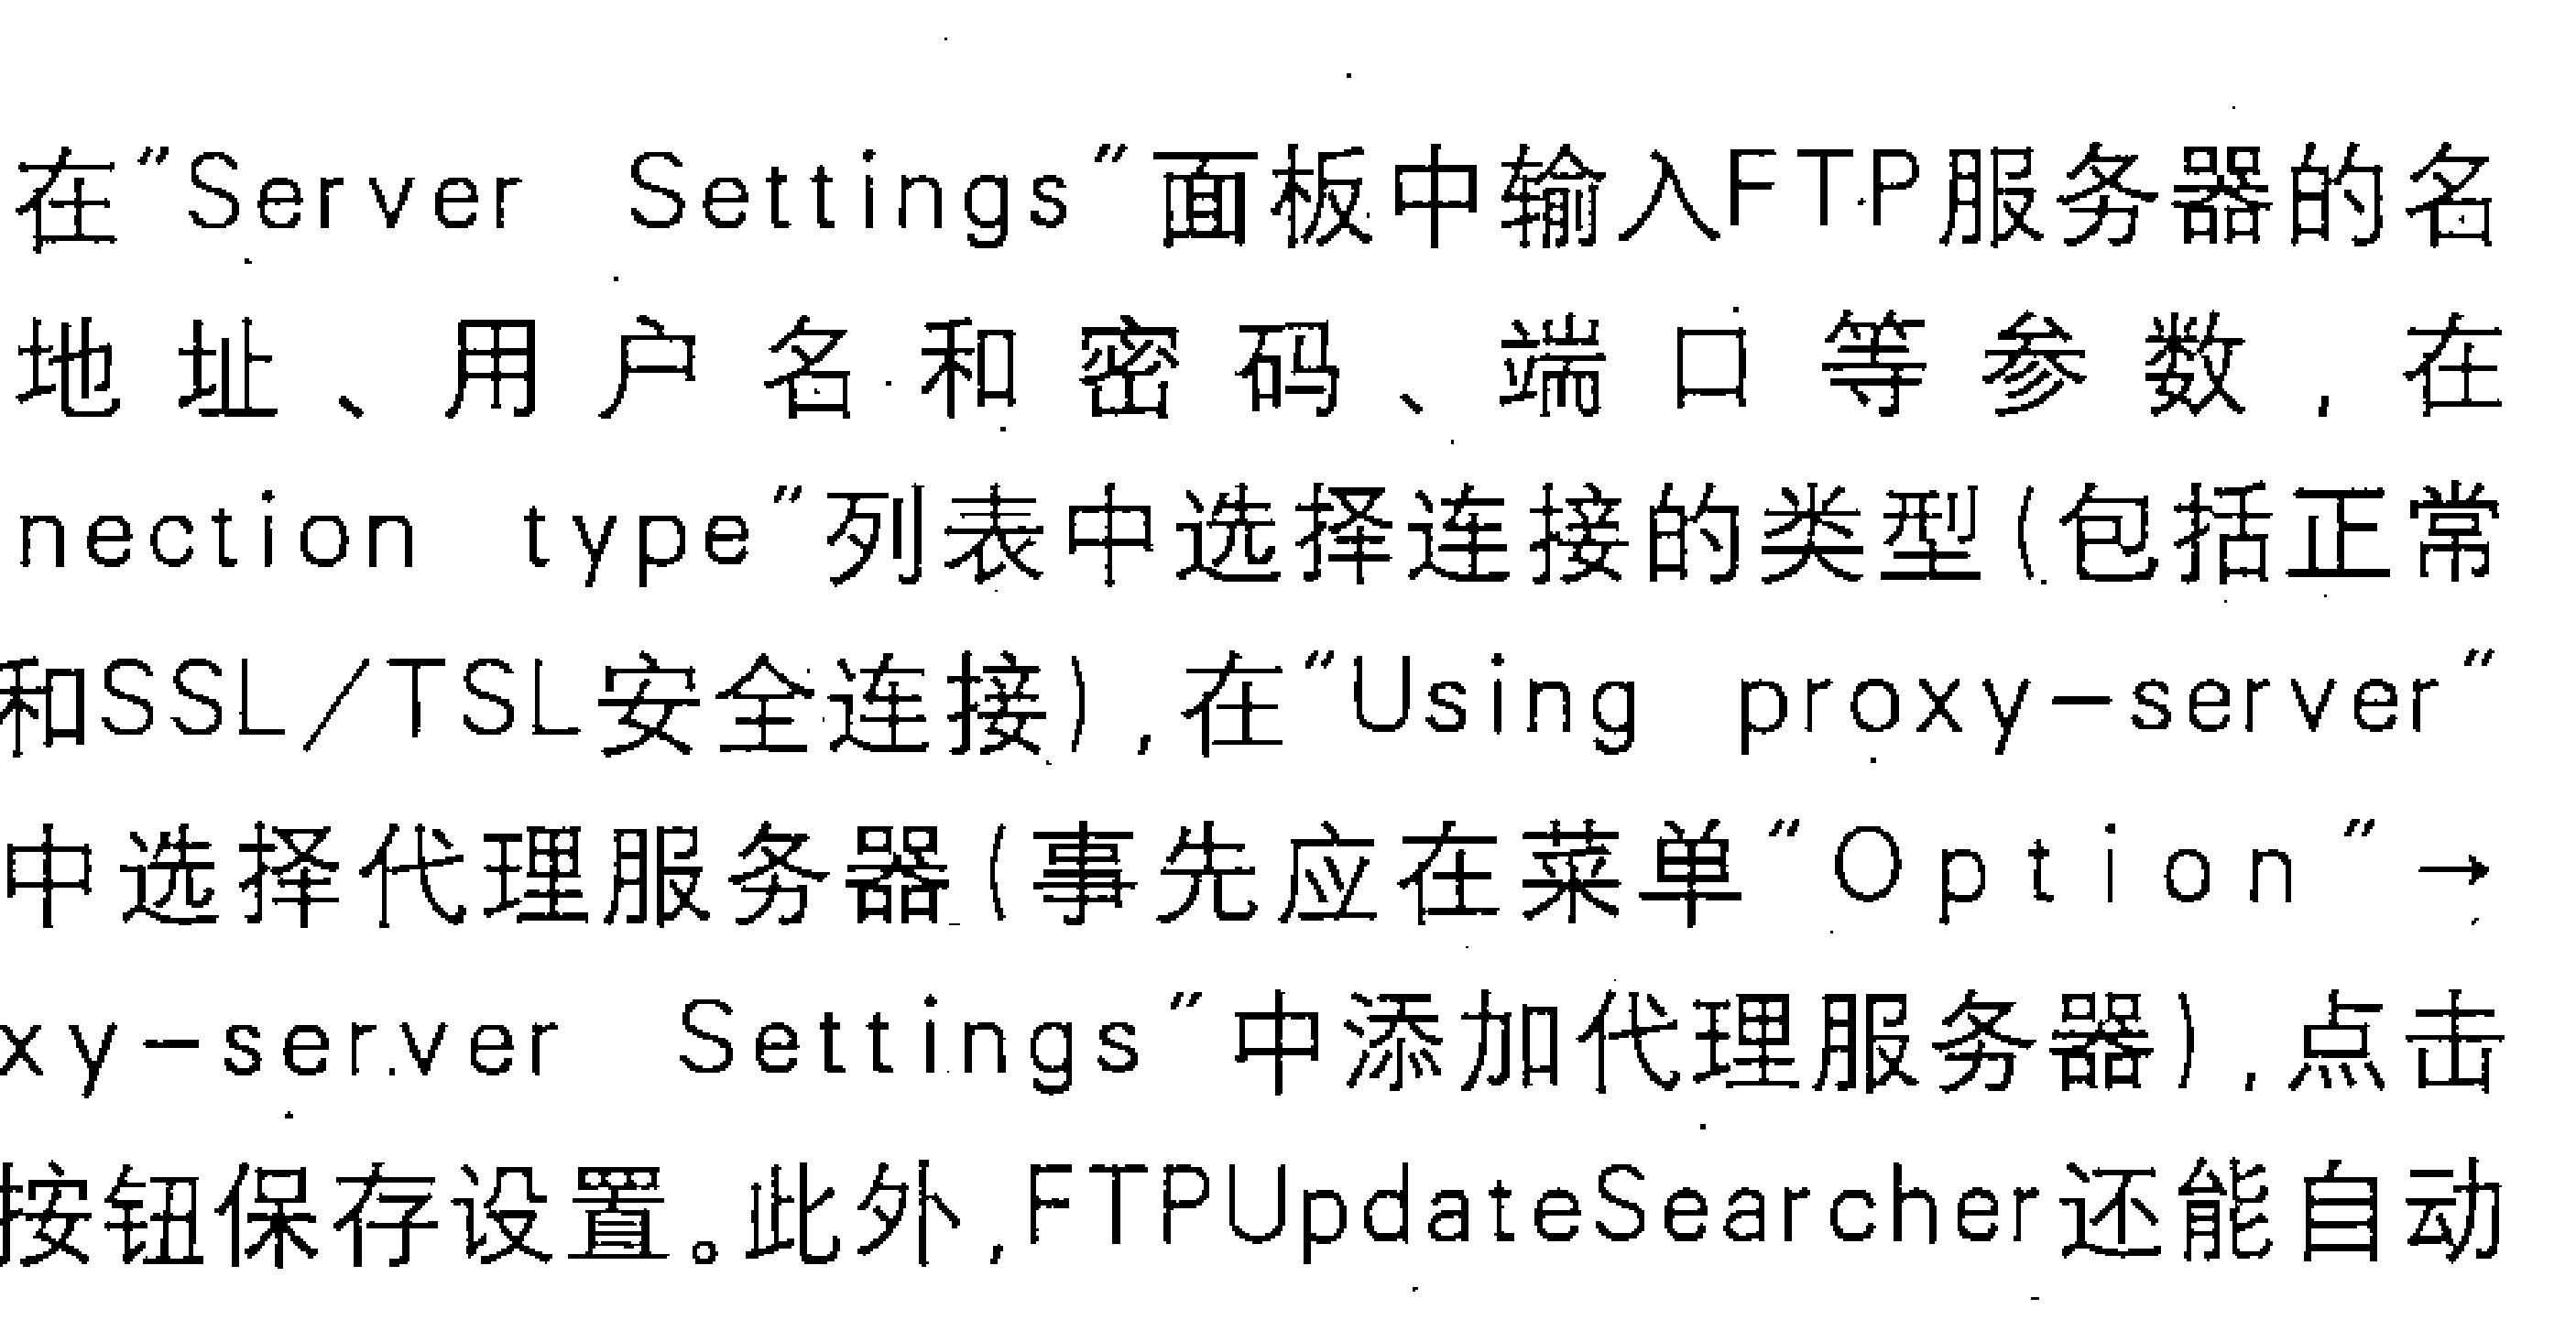 在"Server Settings"面板中输入FTP服务器的名
地址、用户名和密码、端口等参数,在
nection type"列表中选择连接的类型(包括正常
和SSL/TSL安全连接),在"Using proxy-server"
中选择代理服务器(事先应在菜单"Option"→
xy-server Settings"中添加代理服务器),点击
按钮保存设置。此外,FTPUpdateSearcher还能自动